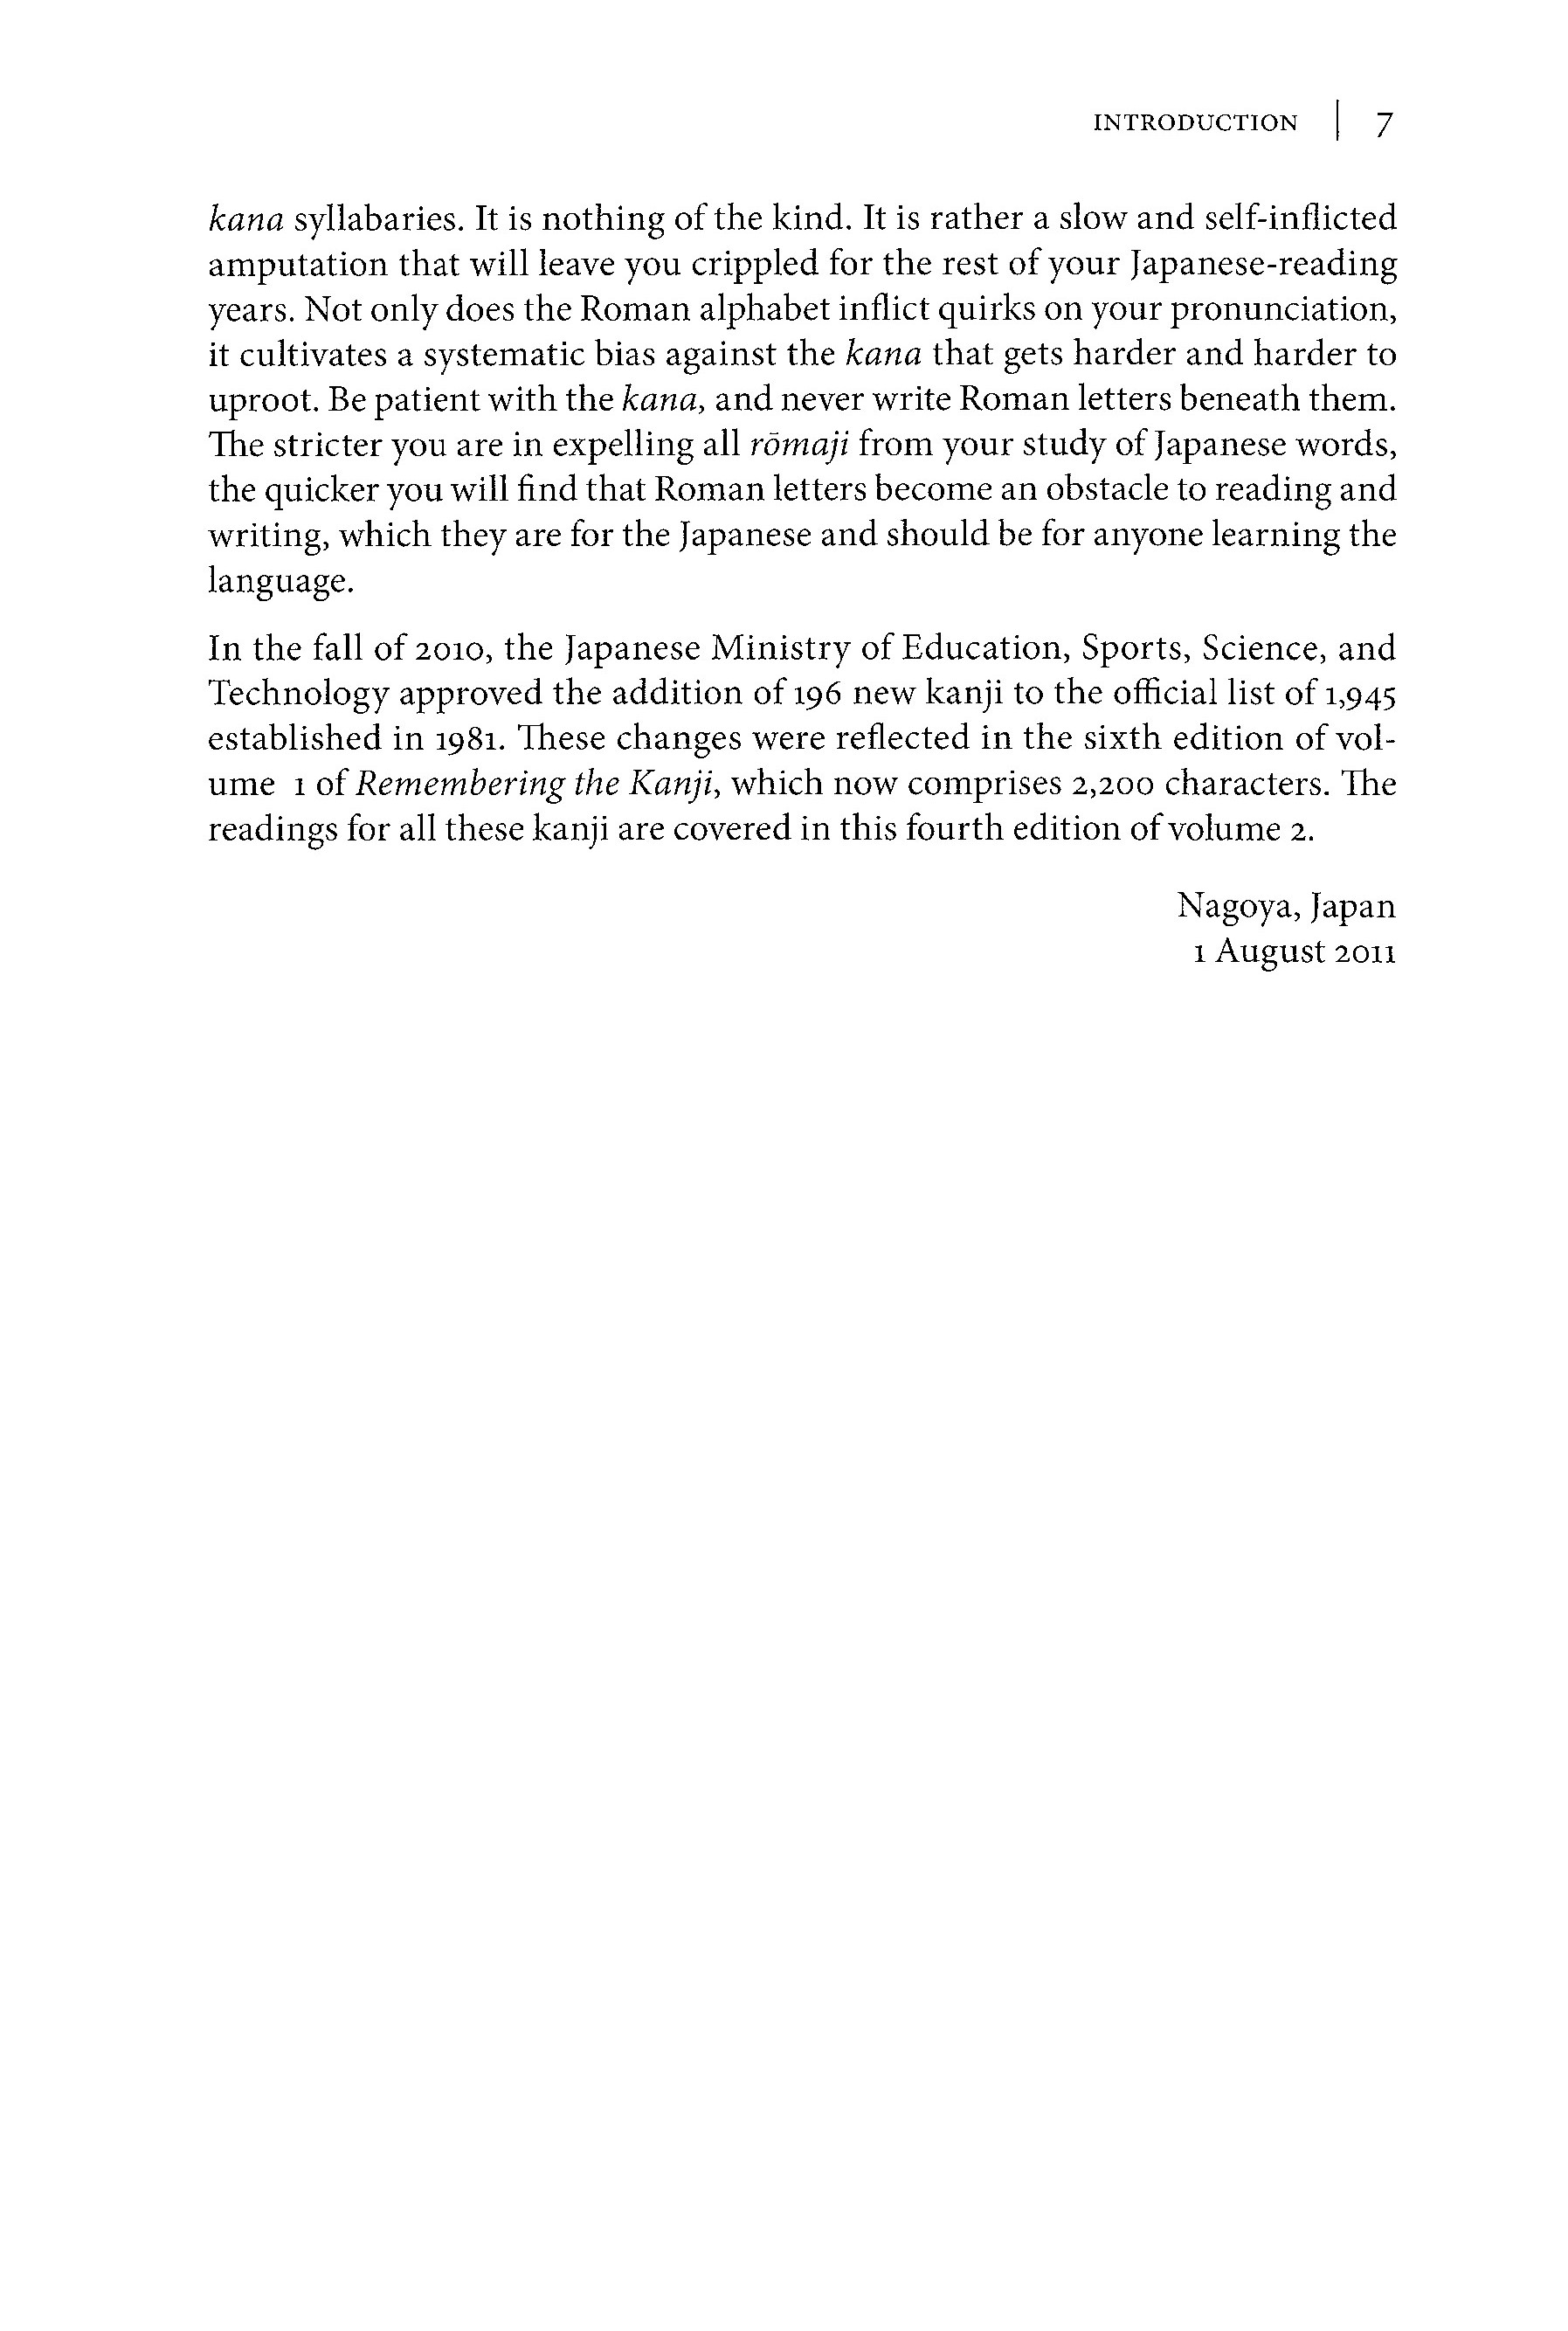 INTRODUCTION | 7
kana syllabaries. It is nothing of the kind. It is rather a slow and self-inflicted
amputation that will leave you crippled for the rest of your Japanese-reading
years. Not only does the Roman alphabet inflict quirks on your pronunciation,
it cultivates a systematic bias against the kana that gets harder and harder to
uproot. Be patient with the kana, and never write Roman letters beneath them.
The stricter you are in expelling all rōmaji from your study of Japanese words,
the quicker you will find that Roman letters become an obstacle to reading and
writing, which they are for the Japanese and should be for anyone learning the
language.
In the fall of 2010, the Japanese Ministry of Education, Sports, Science, and
Technology approved the addition of 196 new kanji to the official list of 1,945
established in 1981. These changes were reflected in the sixth edition of vol-
ume 1 of Remembering the Kanji, which now comprises 2,200 characters. The
readings for all these kanji are covered in this fourth edition of volume 2.
Nagoya, Japan
1 August 2011